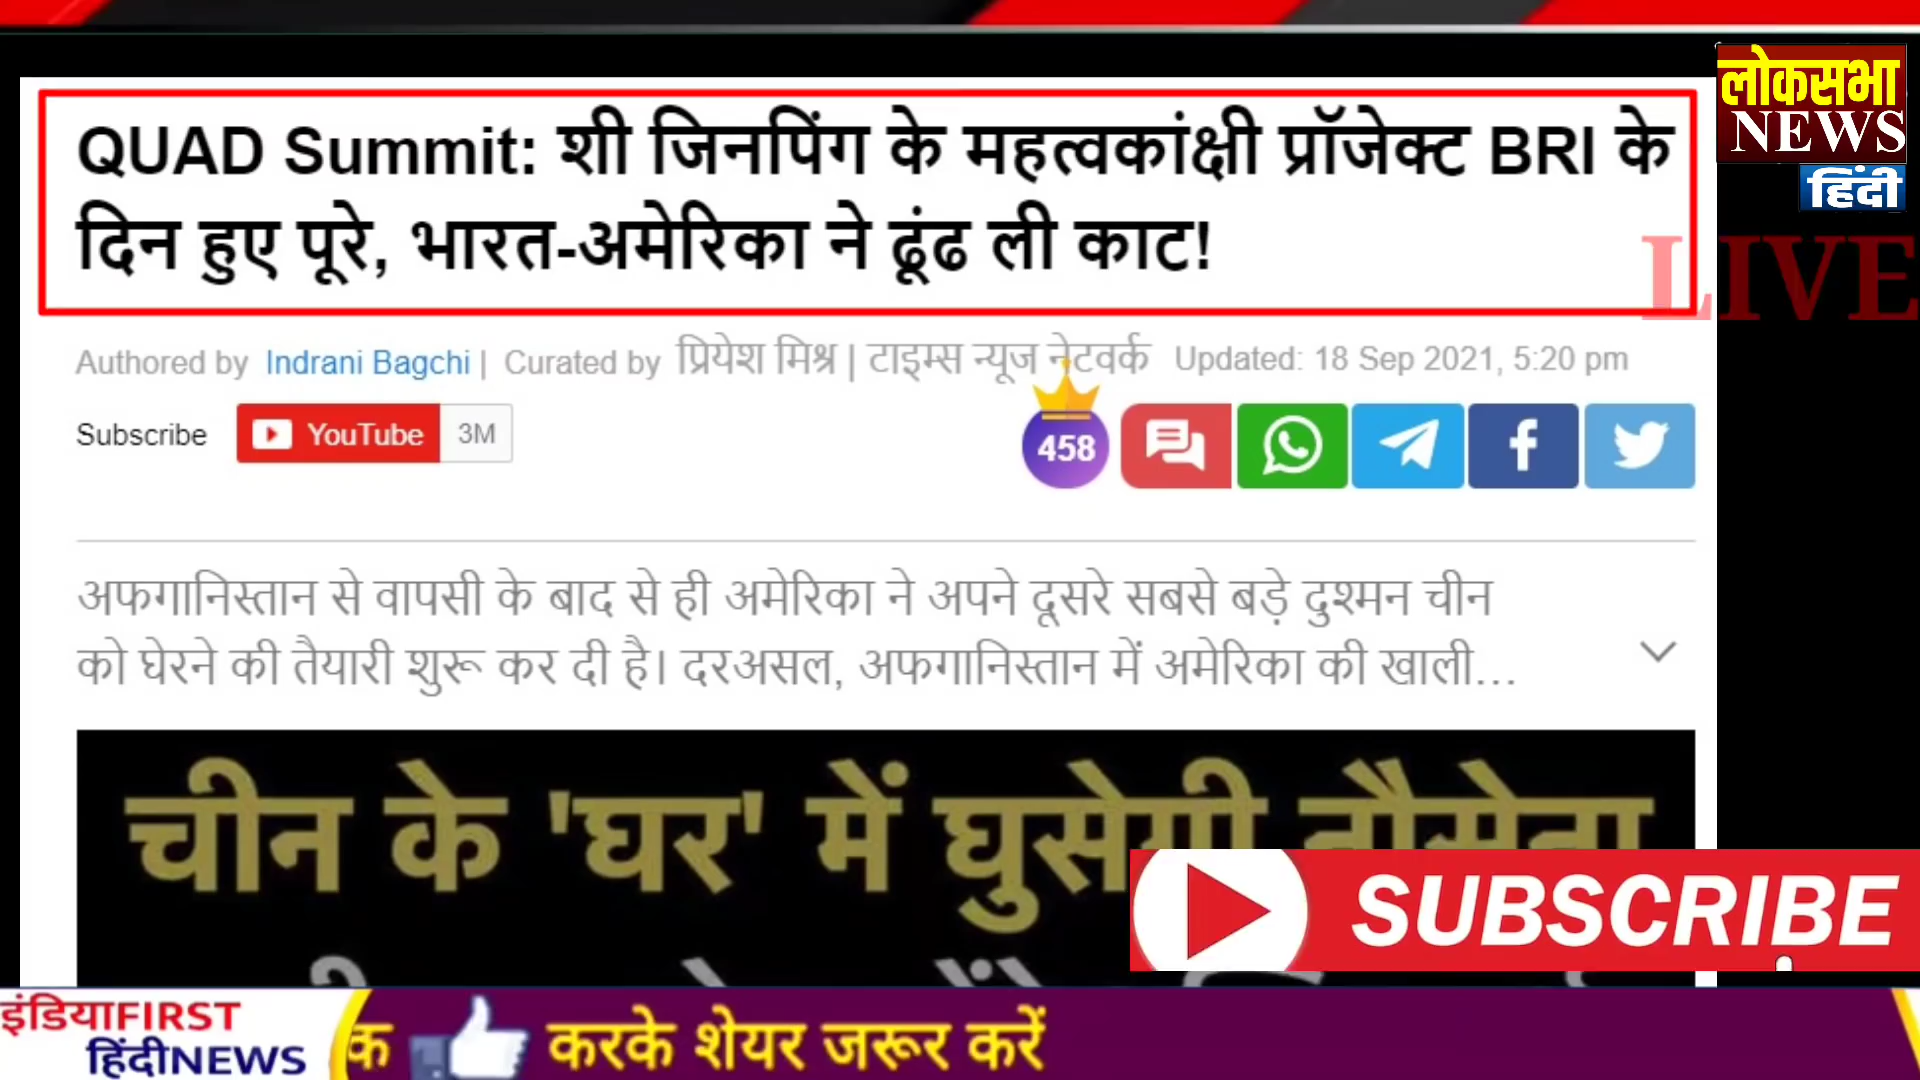 लोकसभा
NEWS
हिंदी
LIVE
QUAD Summit: शी जिनपिंग के महत्वकांक्षी प्रॉजेक्ट BRI के
दिन हुए पूरे, भारत-अमेरिका ने ढूंढ ली काट!
Authored by Indrani Bagchi | Curated by प्रियेश मिश्र | टाइम्स न्यूज नेटवर्क Updated: 18 Sep 2021, 5:20 pm
Subscribe YouTube 3M 458
अफगानिस्तान से वापसी के बाद से ही अमेरिका ने अपने दूसरे सबसे बड़े दुश्मन चीन
को घेरने की तैयारी शुरू कर दी है। दरअसल, अफगानिस्तान में अमेरिका की खाली...
चीन के 'घर' में घुसेगी नौसेना
SUBSCRIBE
इंडियाFIRST
हिंदीNEWS
क करके शेयर जरूर करें